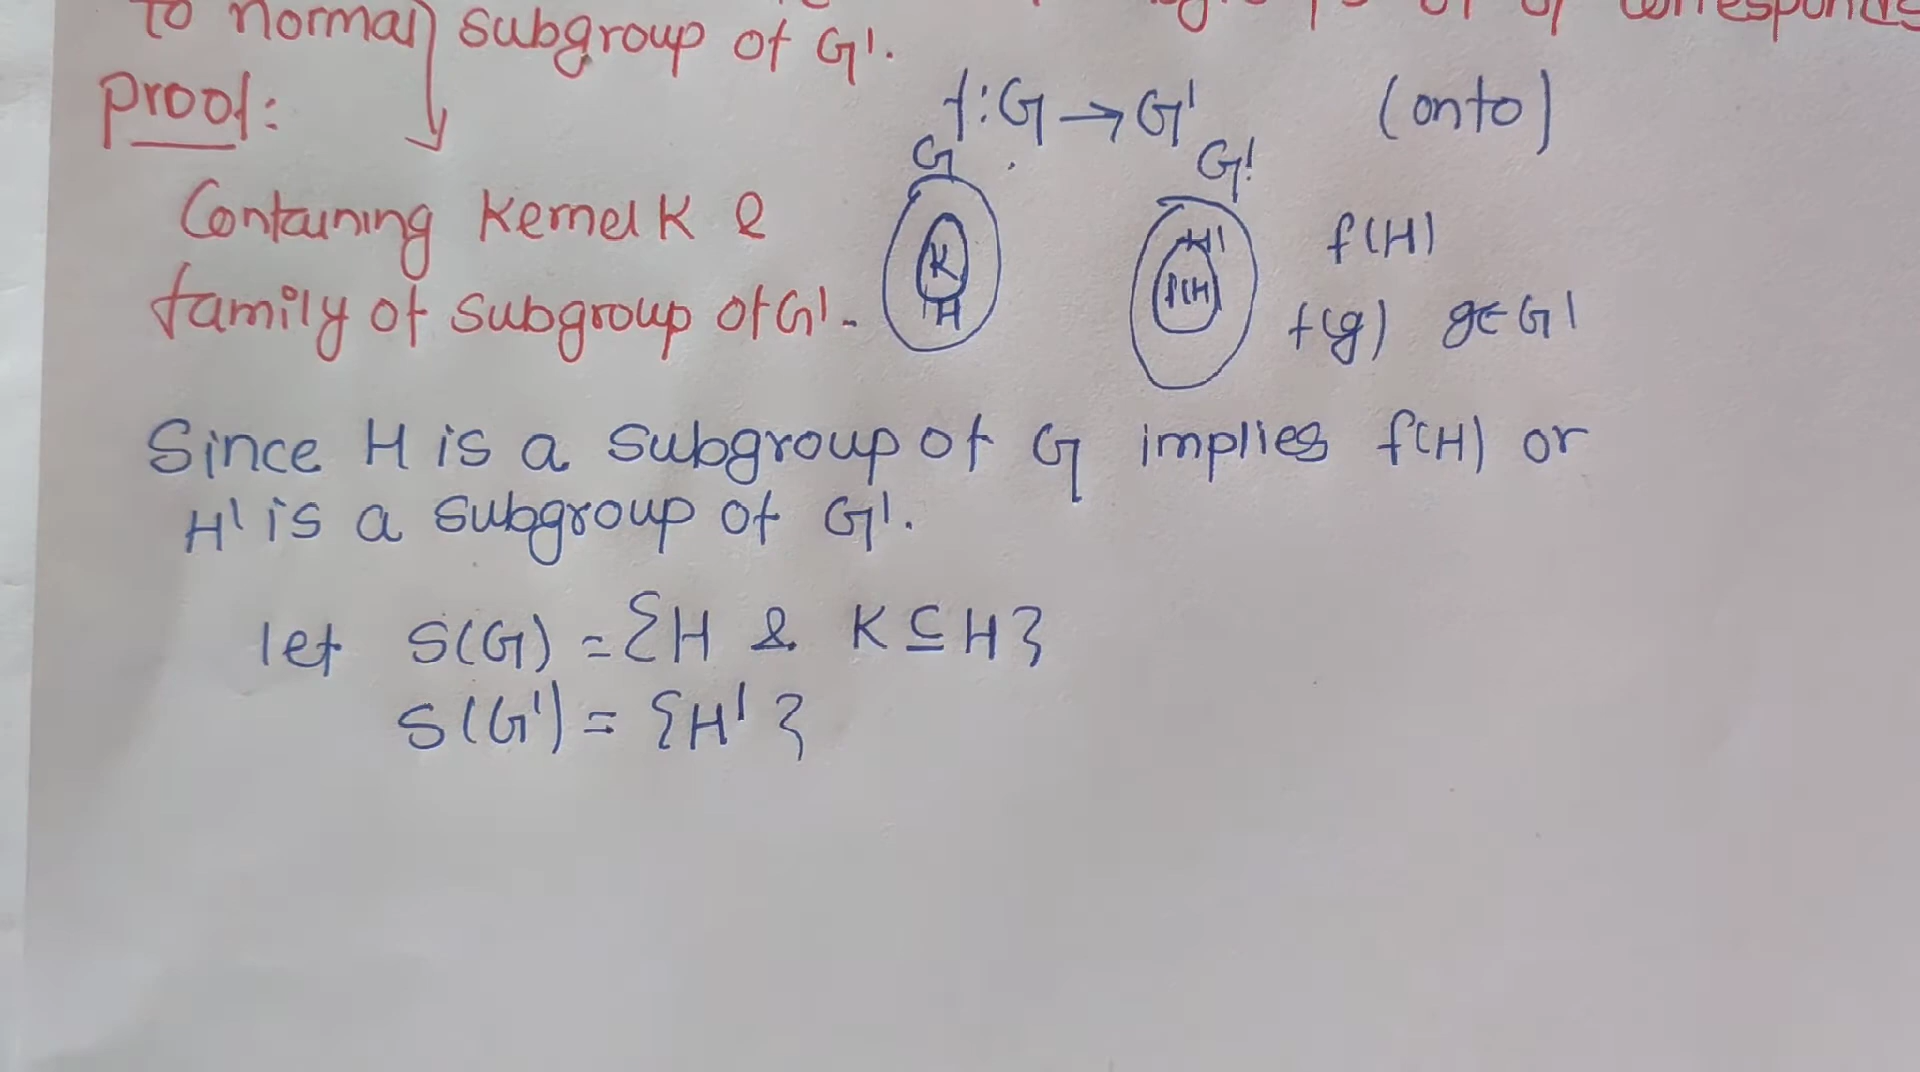 to normal subgroup of G'.
corresponds
proof:
f:G→G' (onto)
G G'
Containing Kernel K &
K H
H' f(H)
f(H)
family of subgroup of G'.
f(g) g∈G'
Since H is a subgroup of G implies f(H) or
H' is a subgroup of G'.
let S(G) = {H & K⊆H}
S(G') = {H'}